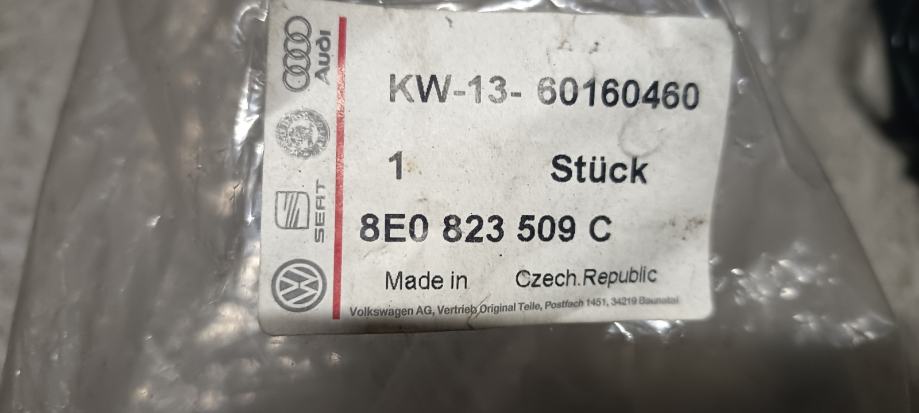 Audi
SEAT
KW-13- 60160460
1 Stück
8E0 823 509 C
Made in Czech.Republic
Volkswagen AG, Vertrieb Original Teile, Postfach 1451, 34219 Baunatal